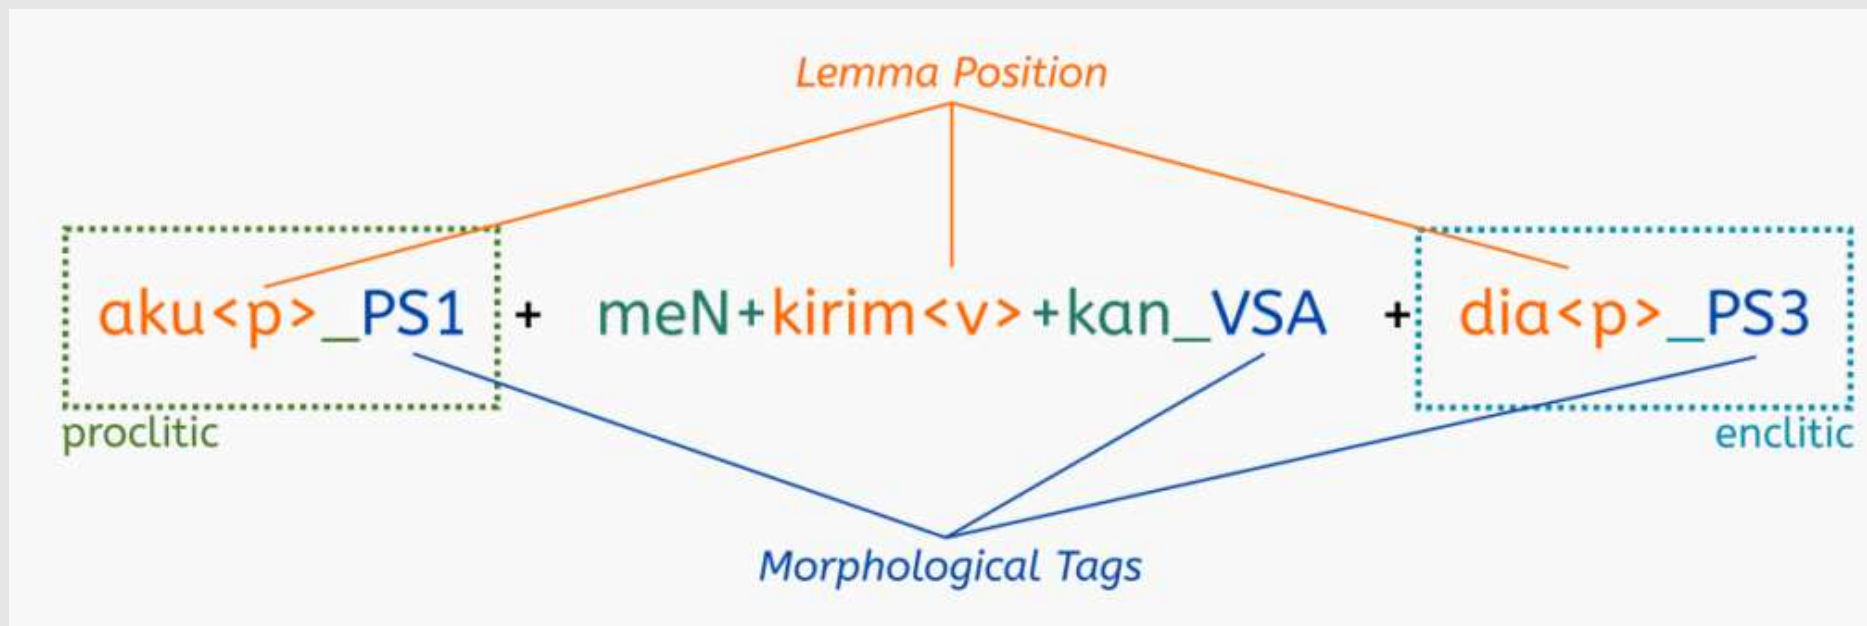 Lemma Position
aku<p>_PS1 + meN+kirim<v>+kan_VSA + dia<p>_PS3
proclitic enclitic
Morphological Tags